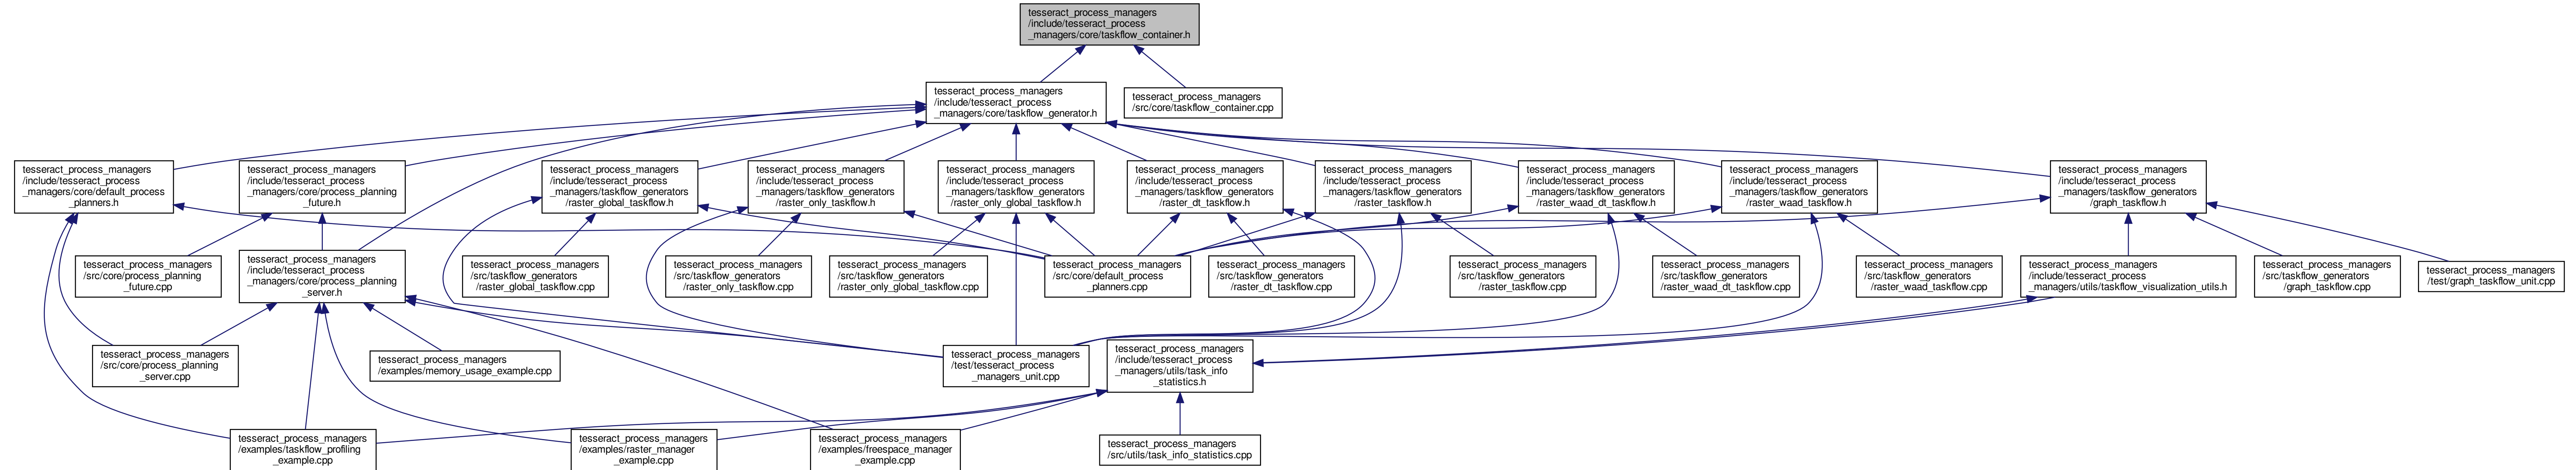 tesseract_process_managers
/include/tesseract_process
_managers/core/taskflow_container.h
tesseract_process_managers
/include/tesseract_process
_managers/core/taskflow_generator.h
tesseract_process_managers
/src/core/taskflow_container.cpp
tesseract_process_managers
/include/tesseract_process
_managers/core/default_process
_planners.h
tesseract_process_managers
/include/tesseract_process
_managers/core/process_planning
_future.h
tesseract_process_managers
/include/tesseract_process
_managers/taskflow_generators
/raster_global_taskflow.h
tesseract_process_managers
/include/tesseract_process
_managers/taskflow_generators
/raster_only_taskflow.h
tesseract_process_managers
/include/tesseract_process
_managers/taskflow_generators
/raster_only_global_taskflow.h
tesseract_process_managers
/include/tesseract_process
_managers/taskflow_generators
/raster_dt_taskflow.h
tesseract_process_managers
/include/tesseract_process
_managers/taskflow_generators
/raster_taskflow.h
tesseract_process_managers
/include/tesseract_process
_managers/taskflow_generators
/raster_waad_dt_taskflow.h
tesseract_process_managers
/include/tesseract_process
_managers/taskflow_generators
/raster_waad_taskflow.h
tesseract_process_managers
/include/tesseract_process
_managers/taskflow_generators
/graph_taskflow.h
tesseract_process_managers
/src/core/process_planning
_future.cpp
tesseract_process_managers
/include/tesseract_process
_managers/core/process_planning
_server.h
tesseract_process_managers
/src/taskflow_generators
/raster_global_taskflow.cpp
tesseract_process_managers
/src/taskflow_generators
/raster_only_taskflow.cpp
tesseract_process_managers
/src/taskflow_generators
/raster_only_global_taskflow.cpp
tesseract_process_managers
/src/core/default_process
_planners.cpp
tesseract_process_managers
/src/taskflow_generators
/raster_dt_taskflow.cpp
tesseract_process_managers
/src/taskflow_generators
/raster_taskflow.cpp
tesseract_process_managers
/src/taskflow_generators
/raster_waad_dt_taskflow.cpp
tesseract_process_managers
/src/taskflow_generators
/raster_waad_taskflow.cpp
tesseract_process_managers
/include/tesseract_process
_managers/utils/taskflow_visualization_utils.h
tesseract_process_managers
/src/taskflow_generators
/graph_taskflow.cpp
tesseract_process_managers
/test/graph_taskflow_unit.cpp
tesseract_process_managers
/src/core/process_planning
_server.cpp
tesseract_process_managers
/examples/memory_usage_example.cpp
tesseract_process_managers
/test/tesseract_process
_managers_unit.cpp
tesseract_process_managers
/include/tesseract_process
_managers/utils/task_info
_statistics.h
tesseract_process_managers
/examples/taskflow_profiling
_example.cpp
tesseract_process_managers
/examples/raster_manager
_example.cpp
tesseract_process_managers
/examples/freespace_manager
_example.cpp
tesseract_process_managers
/src/utils/task_info_statistics.cpp